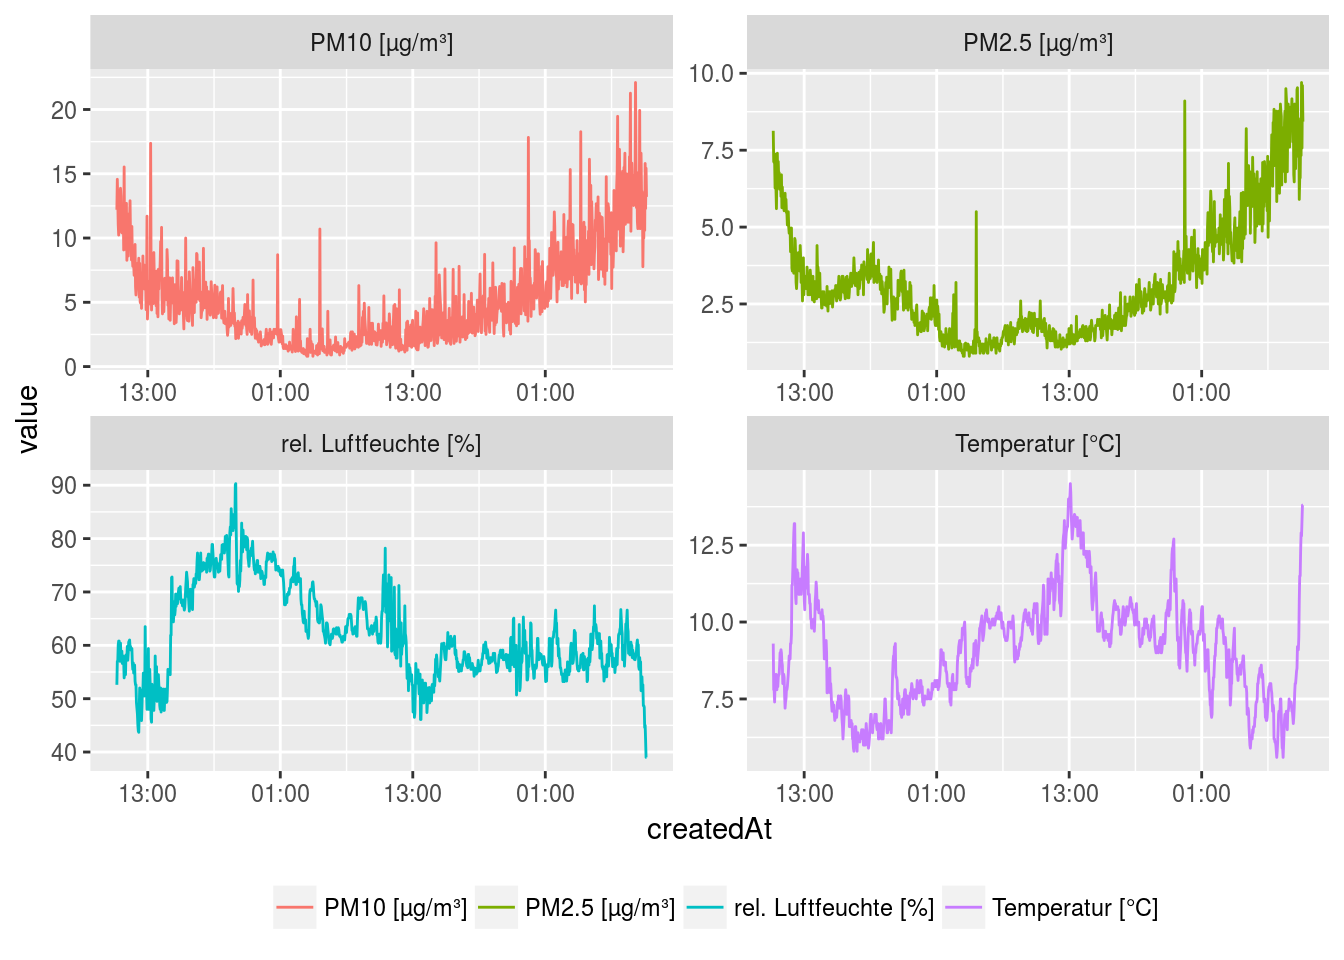 PM10 [µg/m³]
PM2.5 [µg/m³]
20
15
10
5
0
10.0
7.5
5.0
2.5
13:00 01:00 13:00 01:00
13:00 01:00 13:00 01:00
value
rel. Luftfeuchte [%]
Temperatur [°C]
90
80
70
60
50
40
12.5
10.0
7.5
13:00 01:00 13:00 01:00
13:00 01:00 13:00 01:00
createdAt
PM10 [µg/m³] PM2.5 [µg/m³] rel. Luftfeuchte [%] Temperatur [°C]